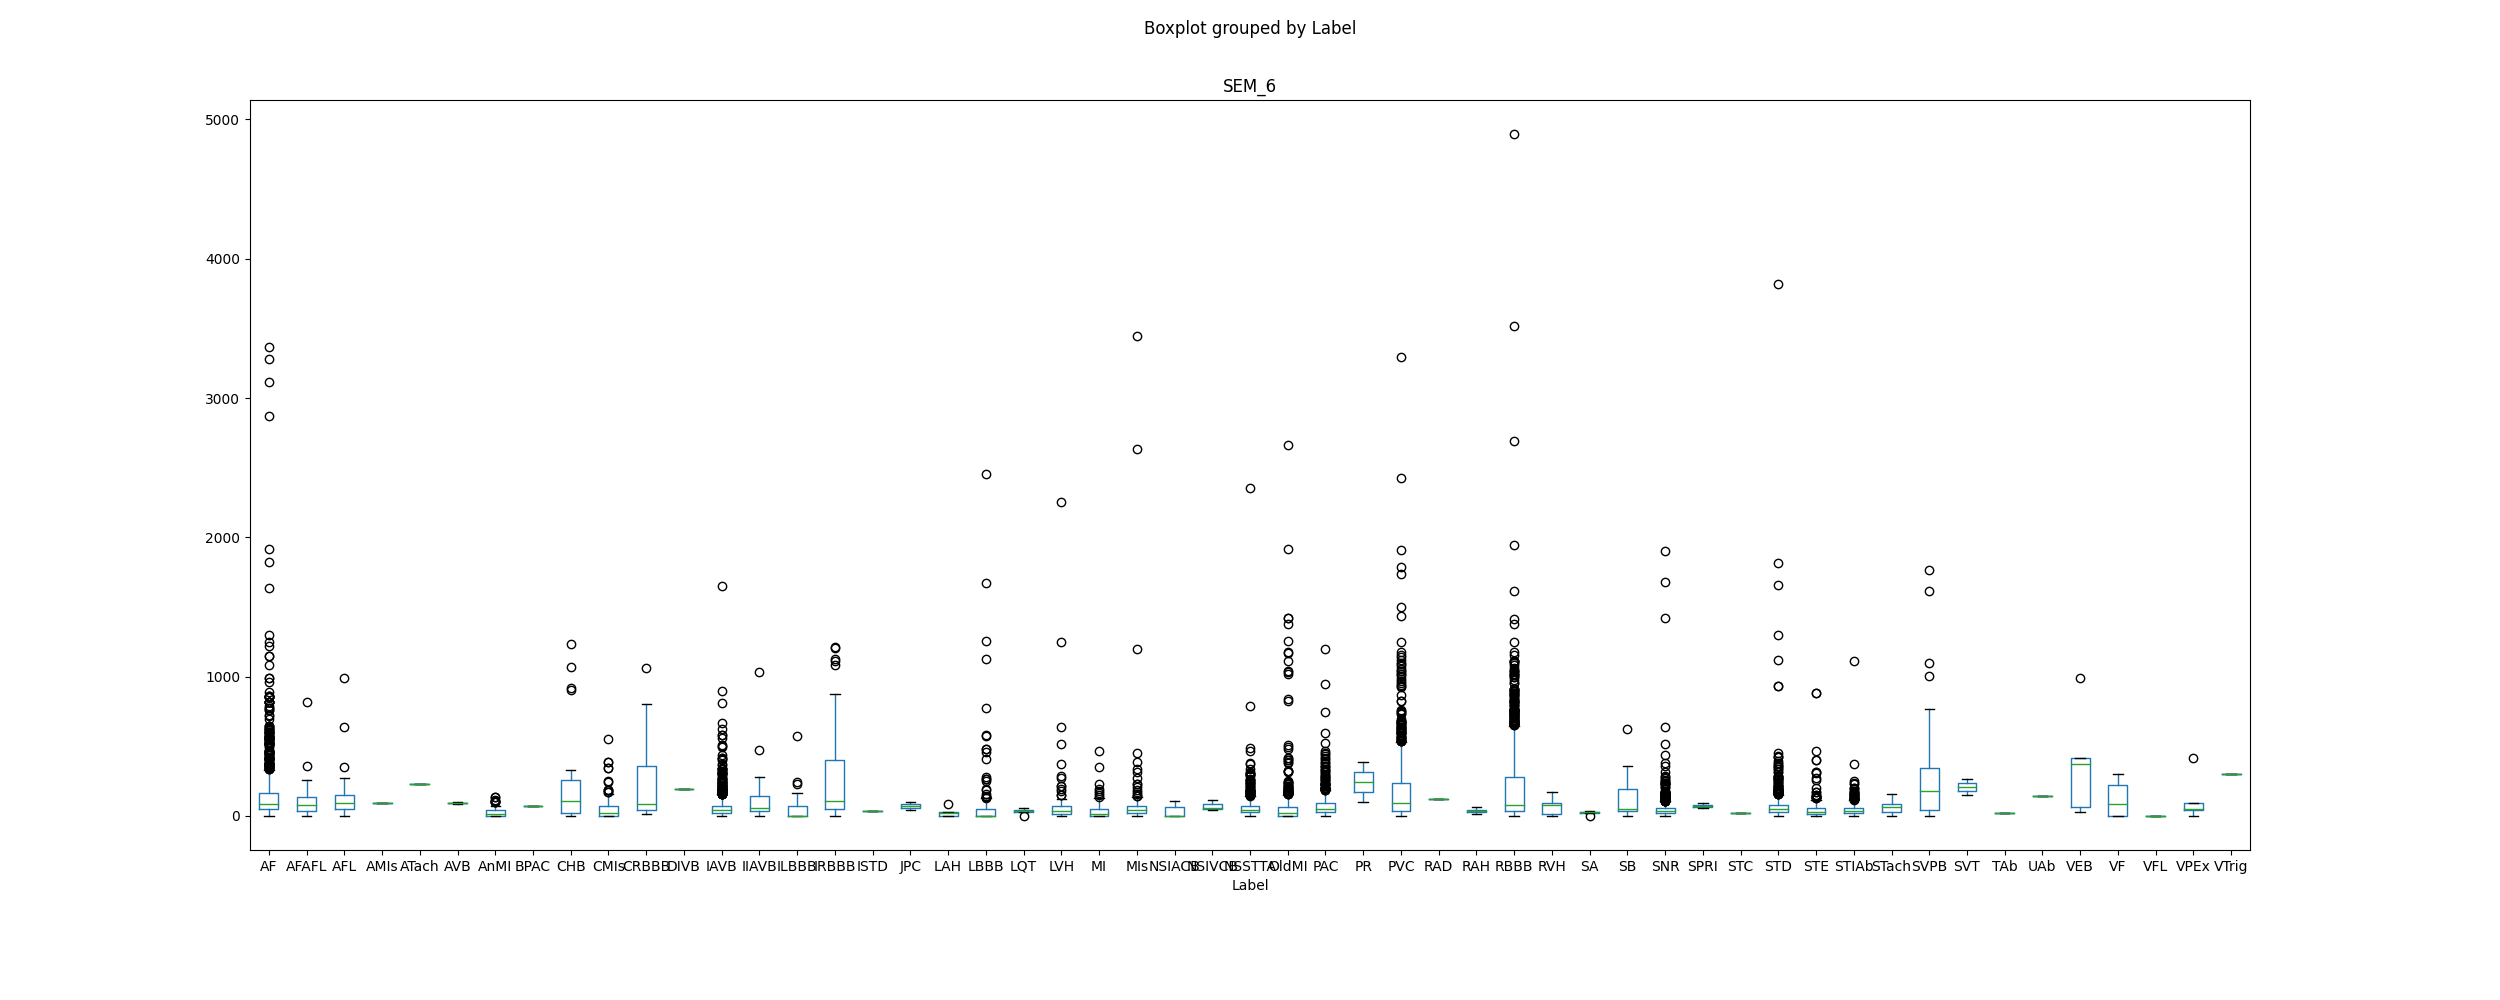 Boxplot grouped by Label
SEM_6
5000
4000
3000
2000
1000
0
AF AFAFL AFL AMIs ATach AVB AnMI BPAC CHB CMIs CRBBB DIVB IAVB IIAVB ILBBB IRBBB ISTD JPC LAH LBBB LQT LVH MI MIs NSIACB NSIVCB NSSTTA OldMI PAC PR PVC RAD RAH RBBB RVH SA SB SNR SPRI STC STD STE STIAb STach SVPB SVT TAb UAb VEB VF VFL VPEx VTrig
Label